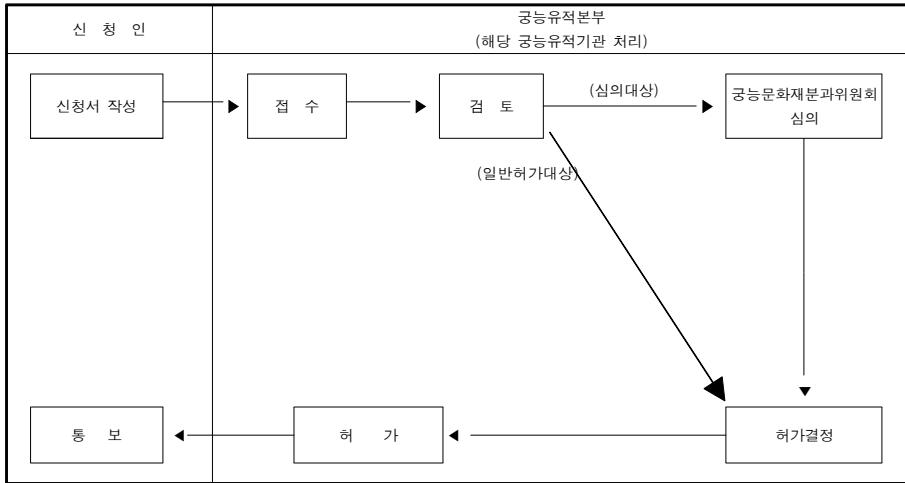 신 청 인
궁능유적본부
(해당 궁능유적기관 처리)
신청서 작성
접 수
검 토
(심의대상)
궁능문화재분과위원회
심의
(일반허가대상)
통 보
허 가
허가결정